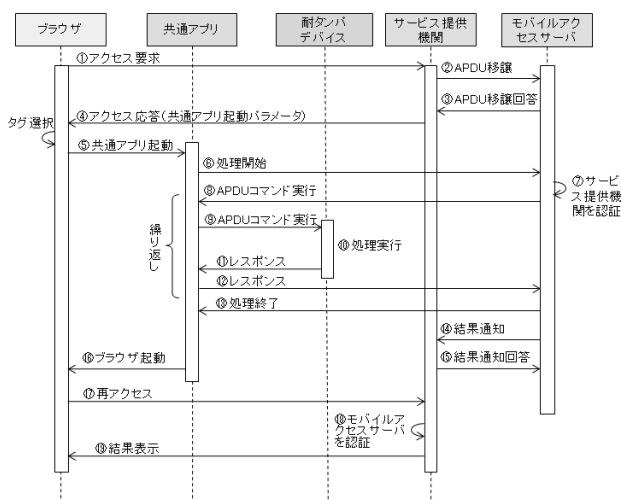 ブラウザ
共通アプリ
耐タンパ
デバイス
サービス提供
機関
モバイルアク
セスサーバ
①アクセス要求
②APDU移譲
③APDU移譲回答
④アクセス応答(共通アプリ起動パラメータ)
タグ選択
⑤共通アプリ起動
⑥処理開始
⑦サービ
ス提供機
関を認証
⑧APDUコマンド実行
⑨APDUコマンド実行
繰り返し
⑩処理実行
⑪レスポンス
⑫レスポンス
⑬処理終了
⑭結果通知
⑮結果通知回答
⑯ブラウザ起動
⑰再アクセス
⑱モバイルア
クセスサーバ
を認証
⑲結果表示